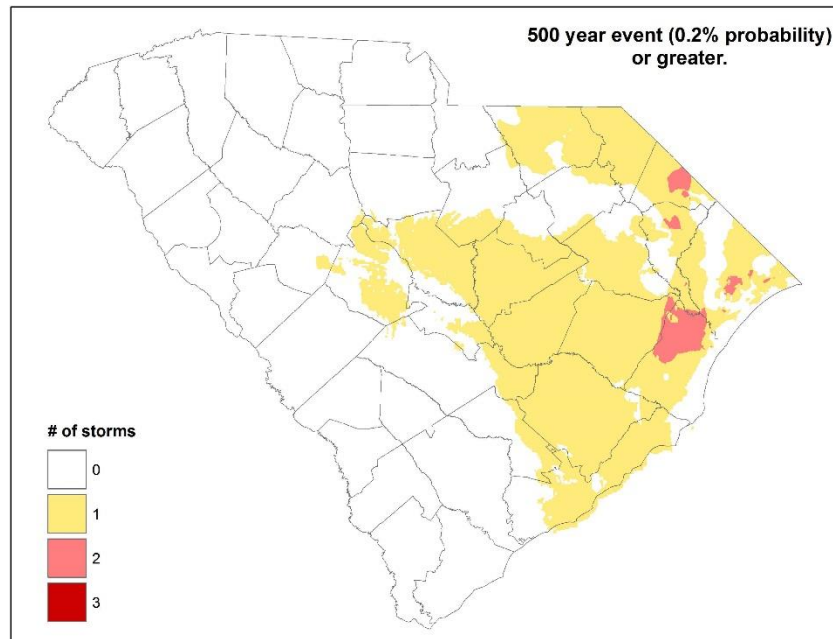 500 year event (0.2% probability)
or greater.
# of storms
0
1
2
3